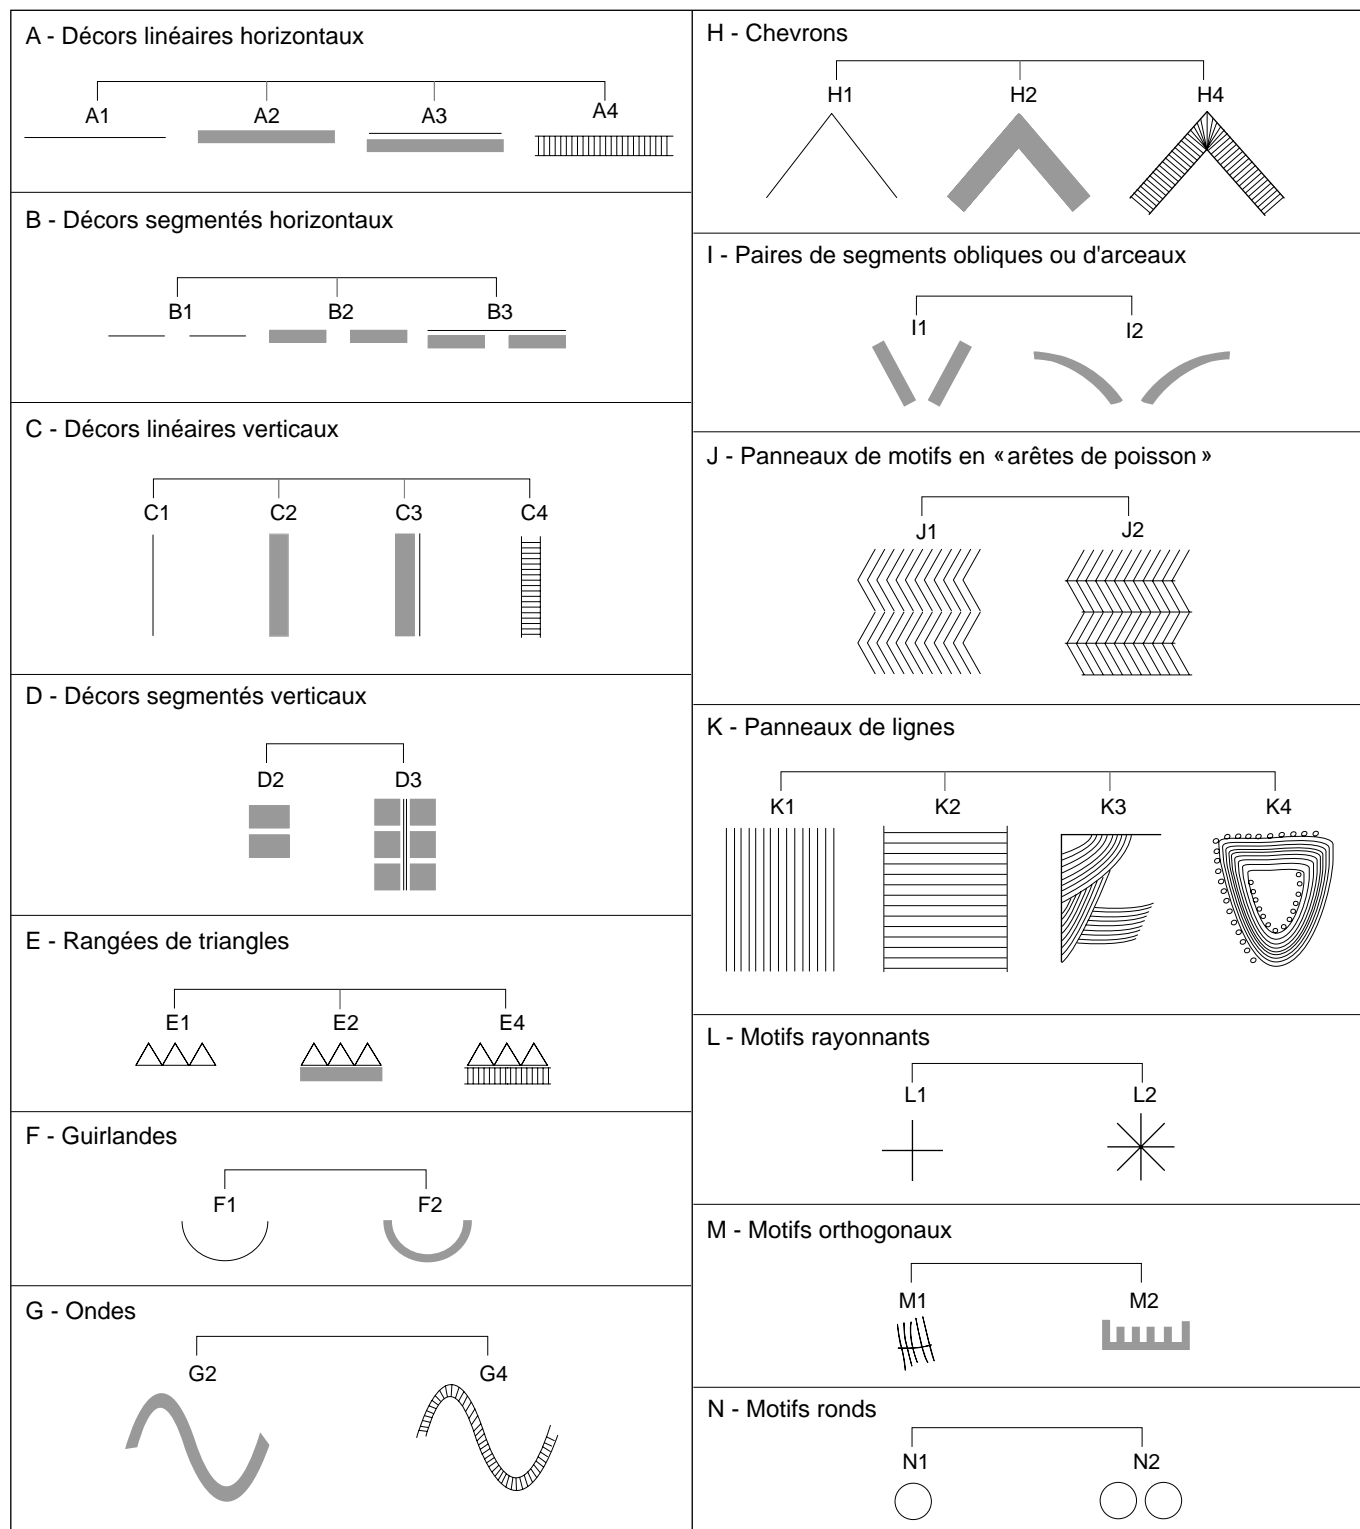 A - Décors linéaires horizontaux
A1 A2 A3 A4
B - Décors segmentés horizontaux
B1 B2 B3
C - Décors linéaires verticaux
C1 C2 C3 C4
D - Décors segmentés verticaux
D2 D3
E - Rangées de triangles
E1 E2 E4
F - Guirlandes
F1 F2
G - Ondes
G2 G4
H - Chevrons
H1 H2 H4
I - Paires de segments obliques ou d'arceaux
I1 I2
J - Panneaux de motifs en «arêtes de poisson»
J1 J2
K - Panneaux de lignes
K1 K2 K3 K4
L - Motifs rayonnants
L1 L2
M - Motifs orthogonaux
M1 M2
N - Motifs ronds
N1 N2